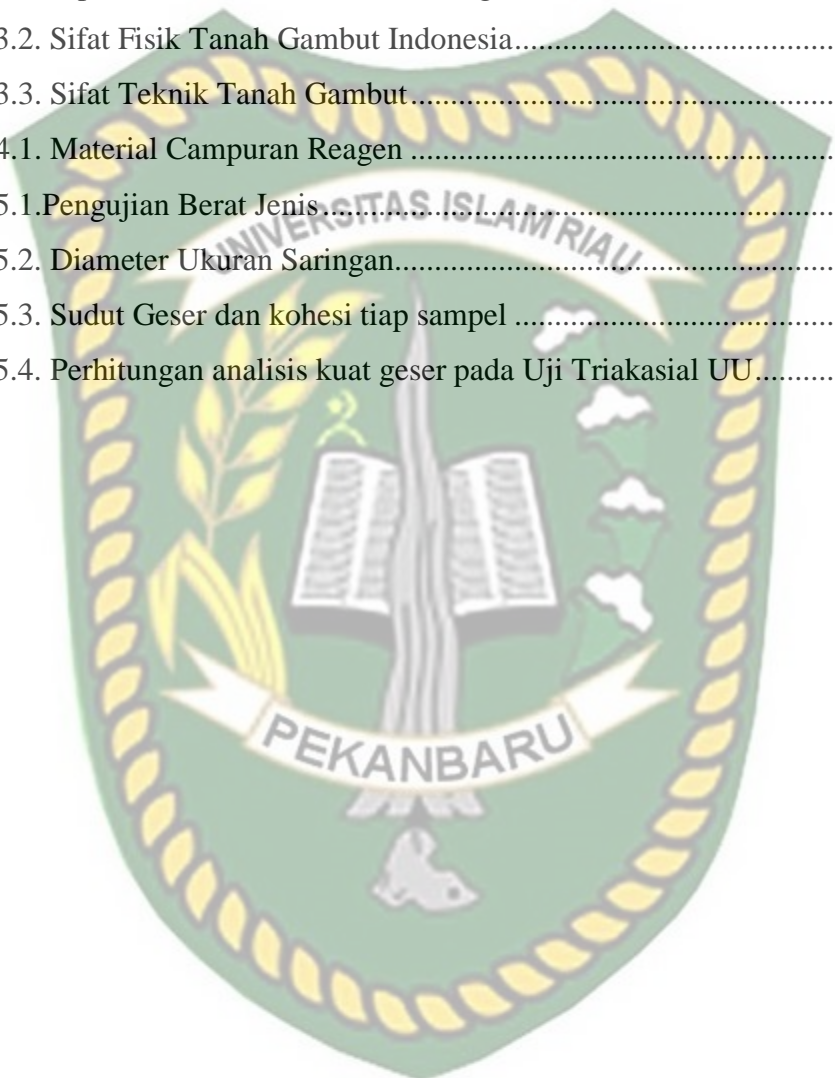 3.2. Sifat Fisik Tanah Gambut Indonesia....................................
3.3. Sifat Teknik Tanah Gambut................................................
4.1. Material Campuran Reagen ................................................
5.1.Pengujian Berat Jenis..........................................................
UNIVERSITAS ISLAM RIAU
5.2. Diameter Ukuran Saringan..................................................
5.3. Sudut Geser dan kohesi tiap sampel ....................................
5.4. Perhitungan analisis kuat geser pada Uji Triakasial UU..........
PEKANBARU